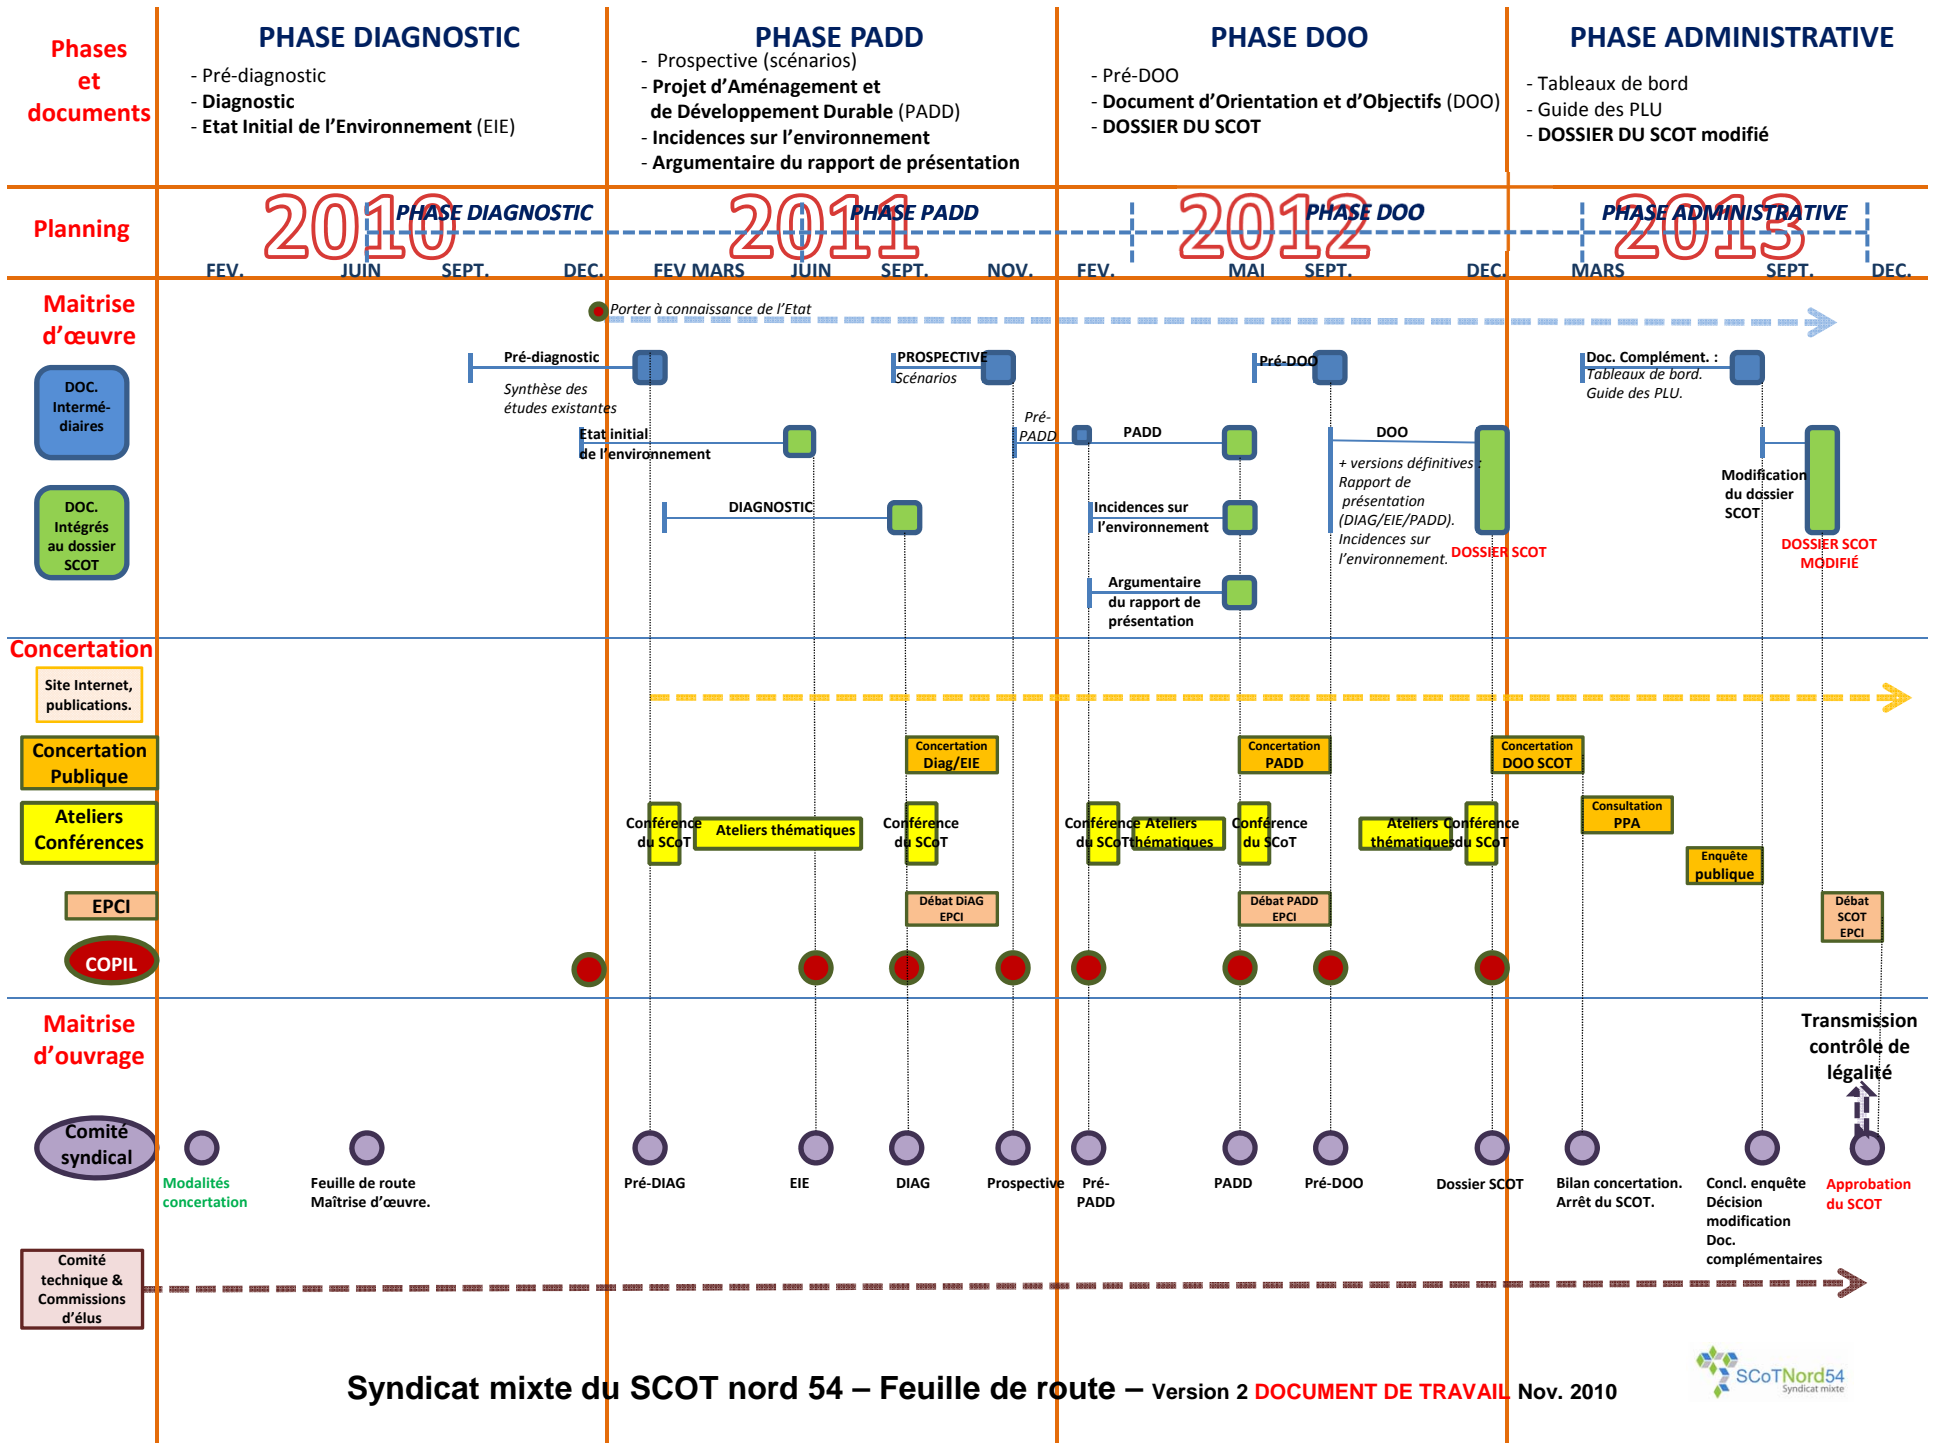 Phases
et
documents
PHASE DIAGNOSTIC
- Pré-diagnostic
- Diagnostic
- Etat Initial de l'Environnement (EIE)
PHASE PADD
- Prospective (scénarios)
- Projet d'Aménagement et
de Développement Durable (PADD)
- Incidences sur l'environnement
- Argumentaire du rapport de présentation
PHASE DOO
- Pré-DOO
- Document d'Orientation et d'Objectifs (DOO)
- DOSSIER DU SCOT
PHASE ADMINISTRATIVE
- Tableaux de bord
- Guide des PLU
- DOSSIER DU SCOT modifié
Planning
2010 PHASE DIAGNOSTIC 2011 PHASE PADD 2012 PHASE DOO 2013 PHASE ADMINISTRATIVE
FEV. JUIN SEPT. DEC. FEV MARS JUIN SEPT. NOV. FEV. MAI SEPT. DEC. MARS SEPT. DEC.
Maitrise
d'œuvre
Porter à connaissance de l'Etat
DOC.
Intermé-
diaires
DOC.
Intégrés
au dossier
SCOT
Pré-diagnostic
Synthèse des
études existantes
Etat initial
de l'environnement
DIAGNOSTIC
PROSPECTIVE
Scénarios
Pré-
PADD
PADD
Incidences sur
l'environnement
Argumentaire
du rapport de
présentation
Pré-DOO
DOO
+ versions définitives :
Rapport de
présentation
(DIAG/EIE/PADD).
Incidences sur
l'environnement.
DOSSIER SCOT
Doc. Complément. :
Tableaux de bord.
Guide des PLU.
Modification
du dossier
SCOT
DOSSIER SCOT
MODIFIÉ
Concertation
Site Internet,
publications.
Concertation
Publique
Concertation
Diag/EIE
Concertation
PADD
Concertation
DOO SCOT
Ateliers
Conférences
Conférence
du SCoT
Ateliers thématiques
Conférence
du SCoT
Conférence
du SCoT
Ateliers
thématiques
Conférence
du SCoT
Ateliers
thématiques
Conférence
du SCoT
Consultation
PPA
Enquête
publique
EPCI
Débat DiAG
EPCI
Débat PADD
EPCI
Débat
SCOT
EPCI
COPIL
Maitrise
d'ouvrage
Transmission
contrôle de
légalité
Comité
syndical
Modalités
concertation
Feuille de route
Maîtrise d'œuvre.
Pré-DIAG
EIE
DIAG
Prospective
Pré-
PADD
PADD
Pré-DOO
Dossier SCOT
Bilan concertation.
Arrêt du SCOT.
Concl. enquête
Décision
modification
Doc.
complémentaires
Approbation
du SCOT
Comité
technique &
Commissions
d'élus
Syndicat mixte du SCOT nord 54 – Feuille de route – Version 2 DOCUMENT DE TRAVAIL Nov. 2010
SCoTNord54
Syndicat mixte